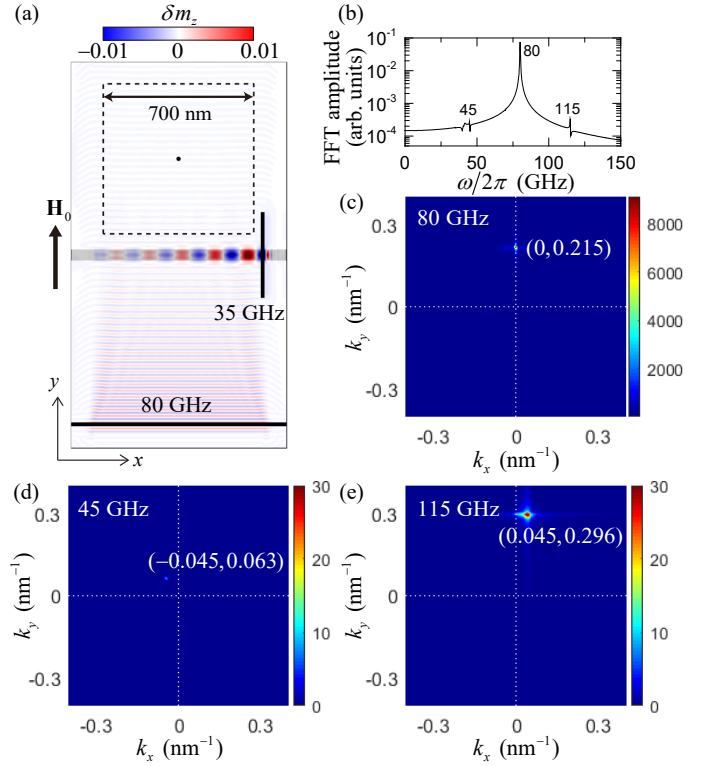 (a)
δm_z
−0.01 0 0.01
700 nm
H_0
35 GHz
80 GHz
y
x
(b)
FFT amplitude
(arb. units)
10^-1
10^-2
10^-3
10^-4
80
45
115
0 50 100 150
ω/2π (GHz)
(c)
80 GHz
(0,0.215)
0.3
0
-0.3
k_y (nm^−1)
-0.3 0 0.3
k_x (nm^−1)
8000
6000
4000
2000
(d)
45 GHz
(−0.045,0.063)
0.3
0
-0.3
k_y (nm^−1)
-0.3 0 0.3
k_x (nm^−1)
30
20
10
0
(e)
115 GHz
(0.045,0.296)
0.3
0
-0.3
k_y (nm^−1)
-0.3 0 0.3
k_x (nm^−1)
30
20
10
0